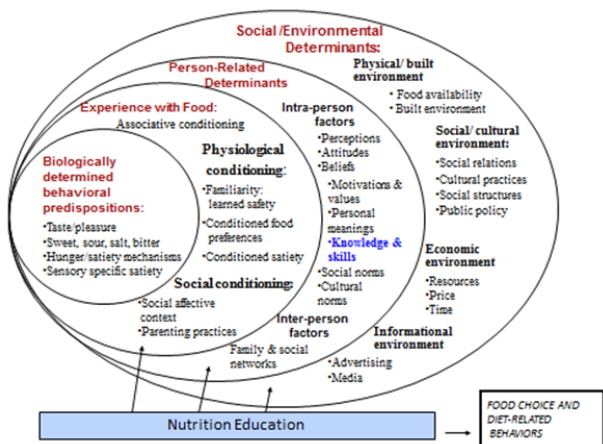 Social /Environmental
Determinants:
Person-Related
Determinants
Experience with Food:
Associative conditioning
Biologically
determined
behavioral
predispositions:
•Taste/pleasure
•Sweet, sour, salt, bitter
•Hunger/satiety mechanisms
•Sensory specific satiety
Physiological
conditioning:
•Familiarity:
learned safety
•Conditioned food
preferences
•Conditioned satiety
Social conditioning:
•Social affective
context
•Parenting practices
Intra-person
factors
•Perceptions
•Attitudes
•Beliefs
•Motivations &
values
•Personal
meanings
•Knowledge &
skills
•Social norms
•Cultural
norms
Inter-person
factors
Family & social
networks
Physical/ built
environment
• Food availability
• Built environment
Social/ cultural
environment:
•Social relations
•Cultural practices
•Social structures
•Public policy
Economic
environment
• Resources
• Price
• Time
Informational
environment
• Advertising
• Media
Nutrition Education
FOOD CHOICE AND
DIET-RELATED
BEHAVIORS